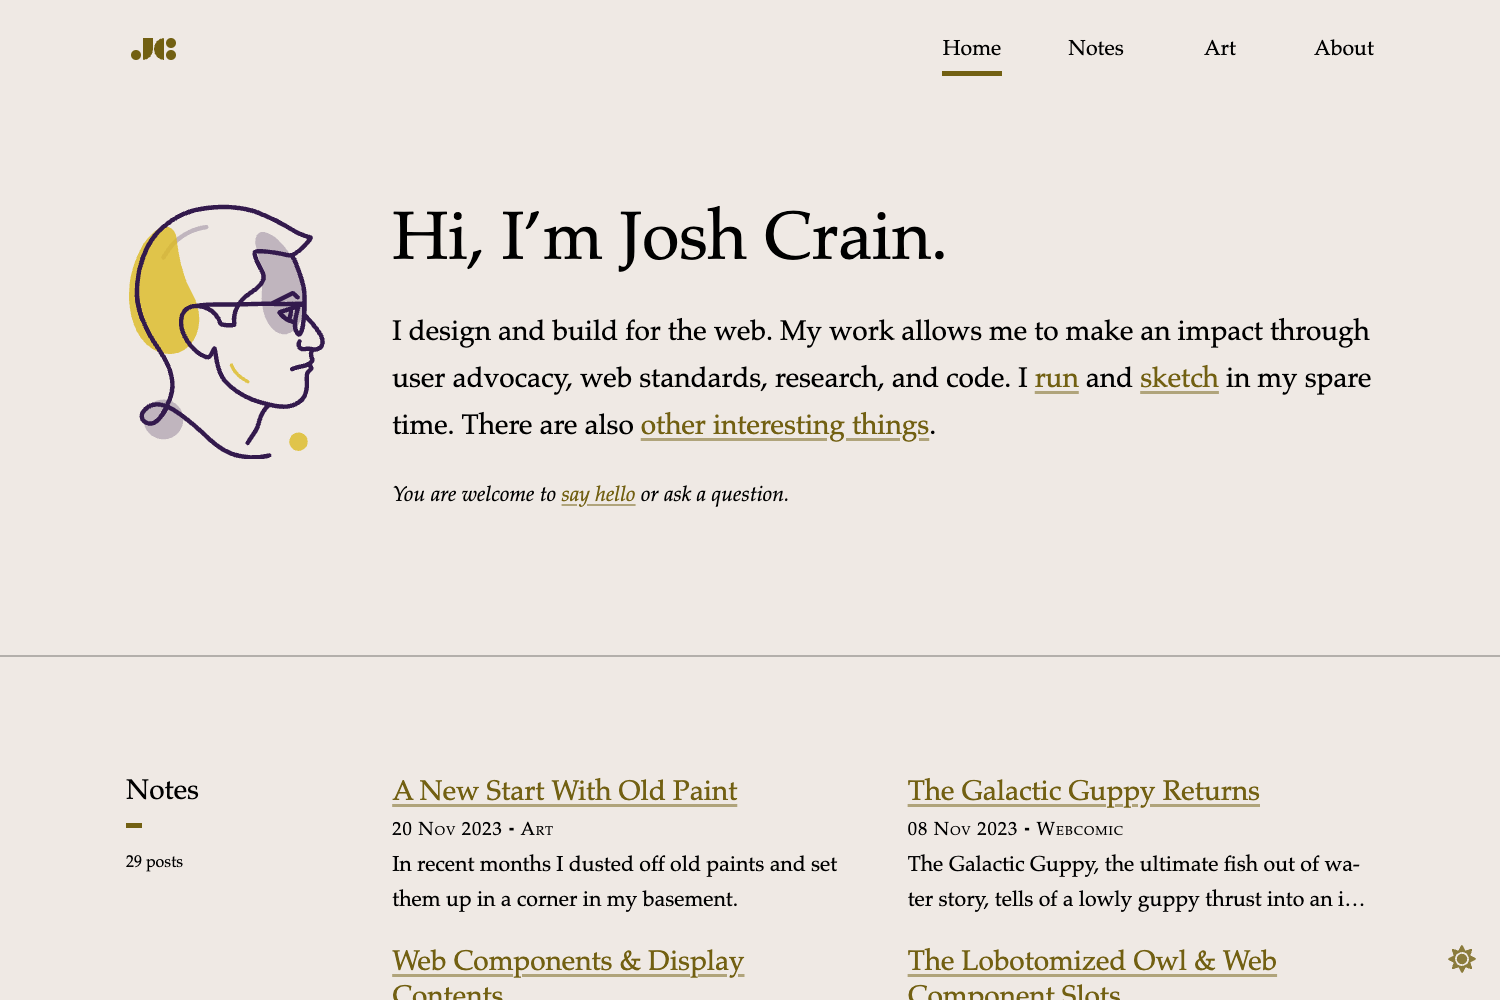 JC
Home Notes Art About
Hi, I’m Josh Crain.
I design and build for the web. My work allows me to make an impact through
user advocacy, web standards, research, and code. I run and sketch in my spare
time. There are also other interesting things.
You are welcome to say hello or ask a question.
Notes
29 posts
A New Start With Old Paint
20 Nov 2023 - Art
In recent months I dusted off old paints and set
them up in a corner in my basement.
The Galactic Guppy Returns
08 Nov 2023 - Webcomic
The Galactic Guppy, the ultimate fish out of wa-
ter story, tells of a lowly guppy thrust into an i…
Web Components & Display
Contents
The Lobotomized Owl & Web
Component Slots